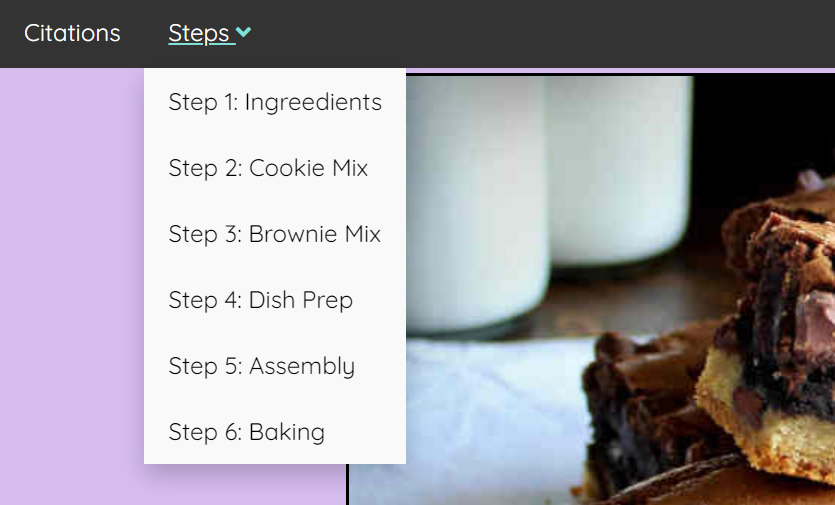 Citations
Steps
Step 1: Ingreedients
Step 2: Cookie Mix
Step 3: Brownie Mix
Step 4: Dish Prep
Step 5: Assembly
Step 6: Baking